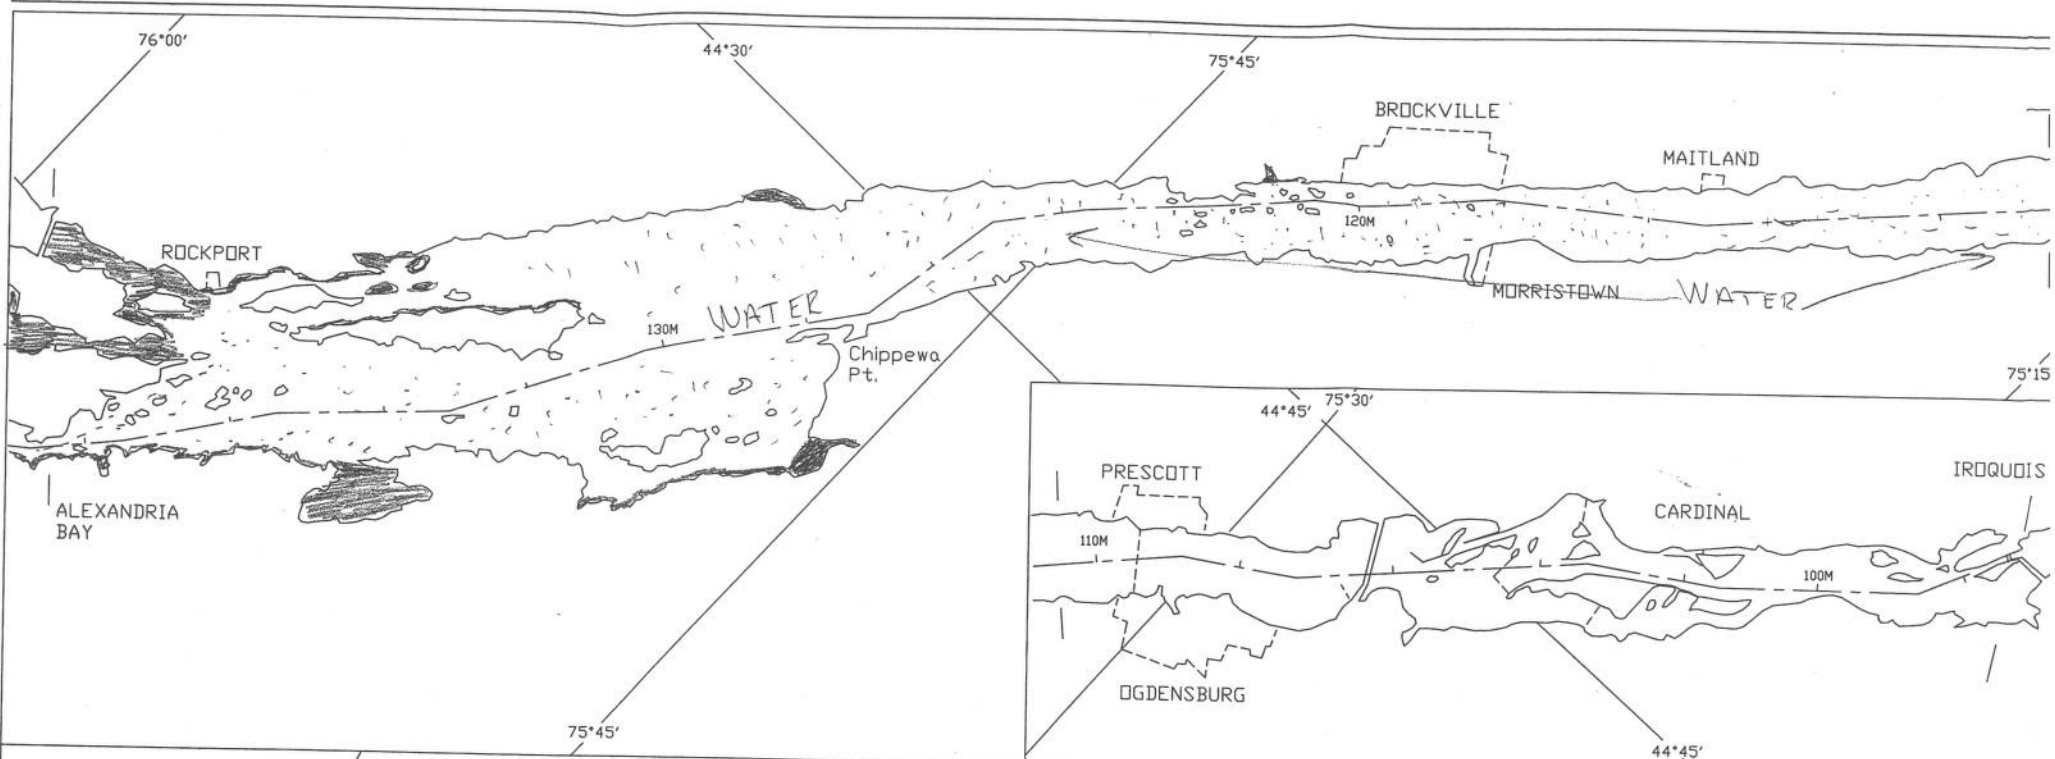 76°00'
44°30'
75°45'
BROCKVILLE
MAITLAND
ROCKPORT
120M
130M
WATER
MORRISTOWN
WATER
Chippewa
Pt.
75°15
44°45'
75°30'
PRESCOTT
IROQUOIS
ALEXANDRIA
BAY
CARDINAL
110M
100M
OGDENSBURG
75°45'
44°45'